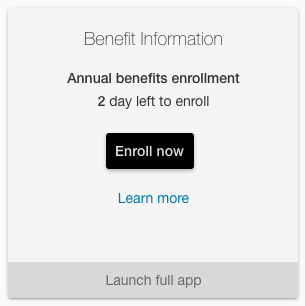 Benefit Information
Annual benefits enrollment
2 day left to enroll
Enroll now
Learn more
Launch full app